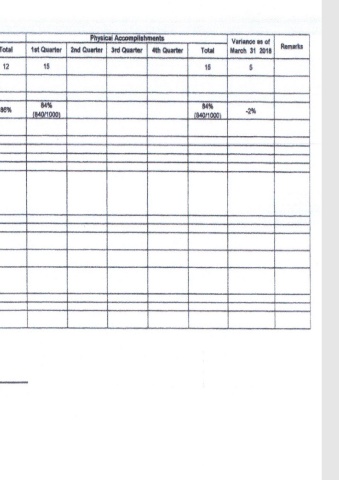 Physical Accomplishments
Variance as of
March 31 2018
Remarks
Total 1st Quarter 2nd Quarter 3rd Quarter 4th Quarter Total
12 15 15 5
86% 84% 84% -2%
(840/1000) (840/1000)